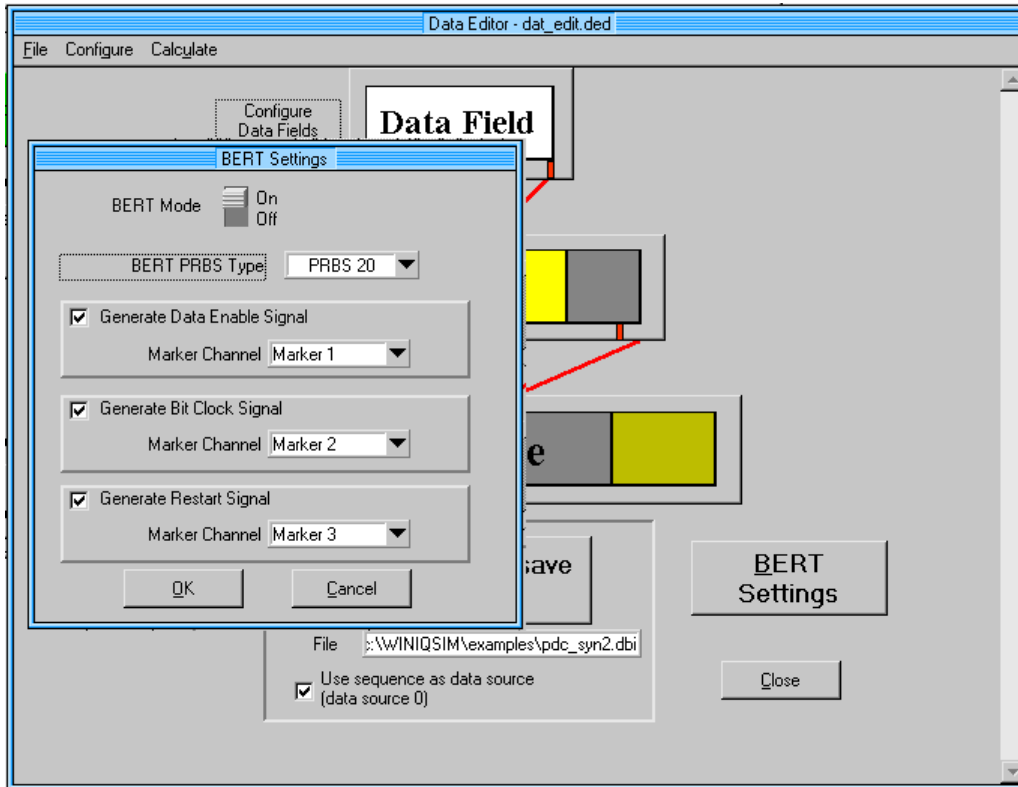 Data Editor - dat_edit.ded
File Configure Calculate
Configure
Data Fields
Data Field
BERT Settings
BERT Mode
On
Off
BERT PRBS Type
PRBS 20
Generate Data Enable Signal
Marker Channel Marker 1
Generate Bit Clock Signal
Marker Channel Marker 2
Generate Restart Signal
Marker Channel Marker 3
OK Cancel
e
save
BERT
Settings
File :\WINIQSIM\examples\pdc_syn2.dbi
Use sequence as data source
(data source 0)
Close